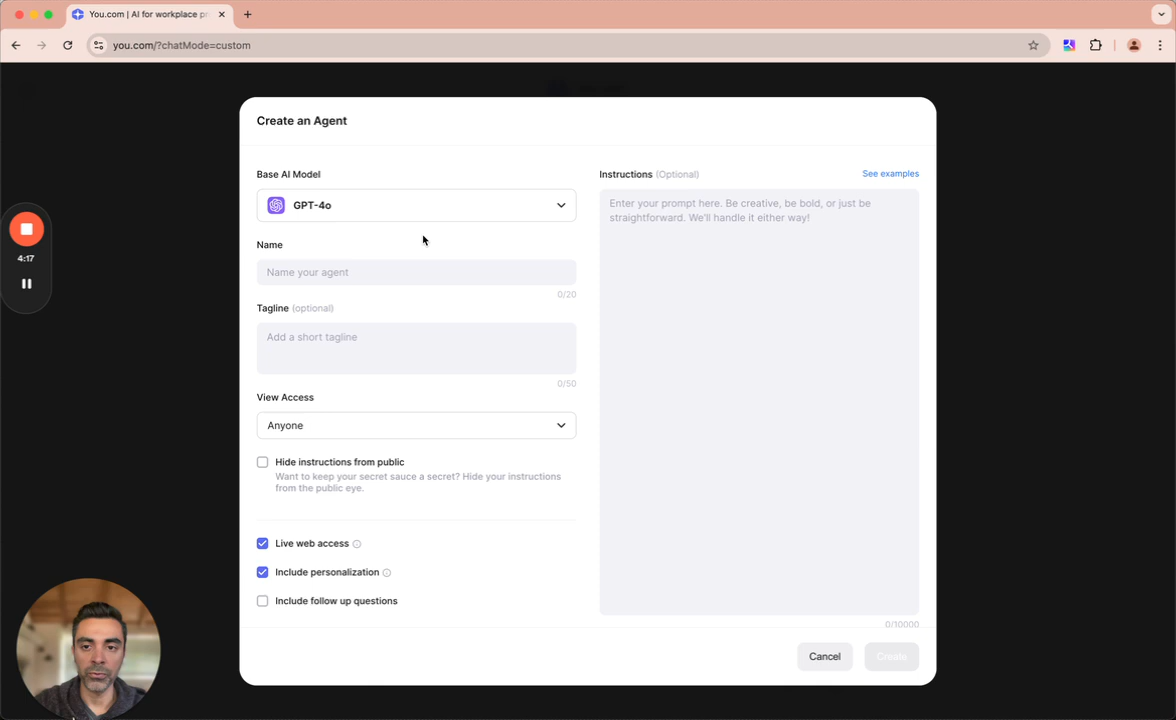 You.com | AI for workplace pr
you.com/?chatMode=custom
Create an Agent
Base AI Model
GPT-4o
Name
Name your agent
0/20
Tagline (optional)
Add a short tagline
0/50
View Access
Anyone
Hide instructions from public
Want to keep your secret sauce a secret? Hide your instructions
from the public eye.
Live web access
Include personalization
Include follow up questions
Instructions (Optional)
See examples
Enter your prompt here. Be creative, be bold, or just be
straightforward. We'll handle it either way!
0/10000
Cancel
Create
4:17